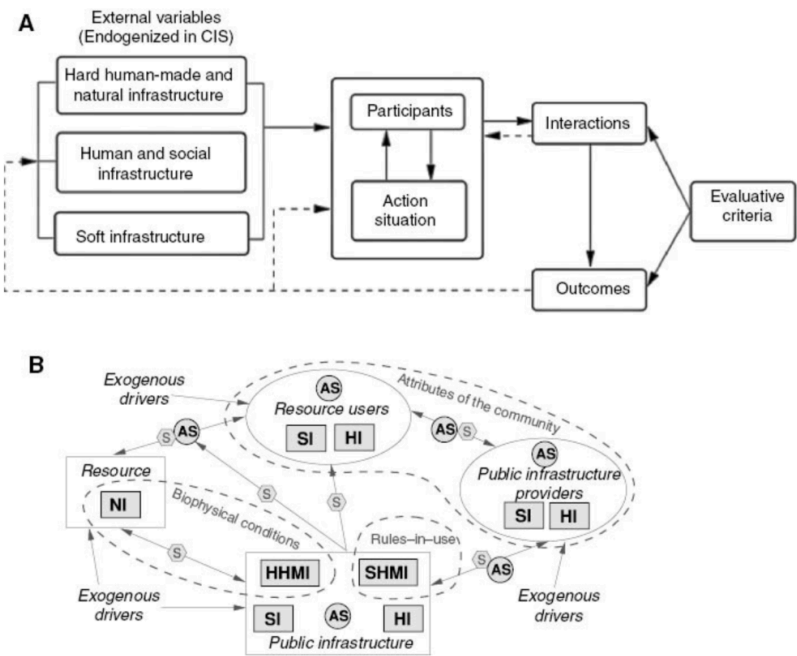 A
External variables
(Endogenized in CIS)
Hard human-made and
natural infrastructure
Human and social
infrastructure
Soft infrastructure
Participants
Action
situation
Interactions
Outcomes
Evaluative
criteria
B
Exogenous
drivers
AS
Resource users
SI HI
Attributes of the community
S AS
AS S
AS
Public infrastructure
providers
SI HI
Resource
NI
Biophysical conditions
S
S
S
Rules-in-use
HHMI
SHMI
S
AS
Exogenous
drivers
Exogenous
drivers
SI AS HI
Public infrastructure